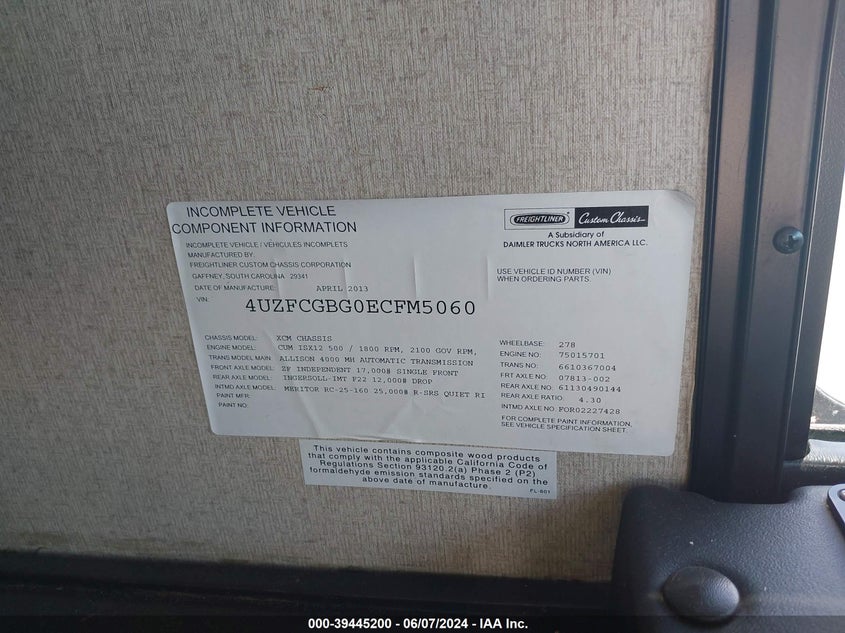 INCOMPLETE VEHICLE
COMPONENT INFORMATION
INCOMPLETE VEHICLE / VEHICULES INCOMPLETS
MANUFACTURED BY:
FREIGHTLINER CUSTOM CHASSIS CORPORATION
GAFFNEY, SOUTH CAROLINA 29341
DATE OF MANUFACTURE: APRIL 2013
VIN: 4UZFCGBG0ECFM5060
FREIGHTLINER Custom Chassis
A Subsidiary of
DAIMLER TRUCKS NORTH AMERICA LLC.
USE VEHICLE ID NUMBER (VIN)
WHEN ORDERING PARTS.
CHASSIS MODEL: XCM CHASSIS
ENGINE MODEL: CUM ISX12 500 / 1800 RPM, 2100 GOV RPM,
TRANS MODEL MAIN: ALLISON 4000 MH AUTOMATIC TRANSMISSION
FRONT AXLE MODEL: ZF INDEPENDENT 17,000# SINGLE FRONT
REAR AXLE MODEL: INGERSOLL-IMT F22 12,000# DROP
INTMD AXLE MODEL: MERITOR RC-25-160 25,000# R-SRS QUIET RI
PAINT MFR:
PAINT NO:
WHEELBASE: 278
ENGINE NO: 75015701
TRANS NO: 6610367004
FRT AXLE NO: 07813-002
REAR AXLE NO: 61130490144
REAR AXLE RATIO: 4.30
INTMD AXLE NO: POR02227428
FOR COMPLETE PAINT INFORMATION,
SEE VEHICLE SPECIFICATION SHEET.
This vehicle contains composite wood products
that comply with the applicable California Code of
Regulations Section 93120.2(a) Phase 2 (P2)
formaldehyde emission standards specified on the
above date of manufacture.
FL-801
000-39445200 - 06/07/2024 - IAA Inc.